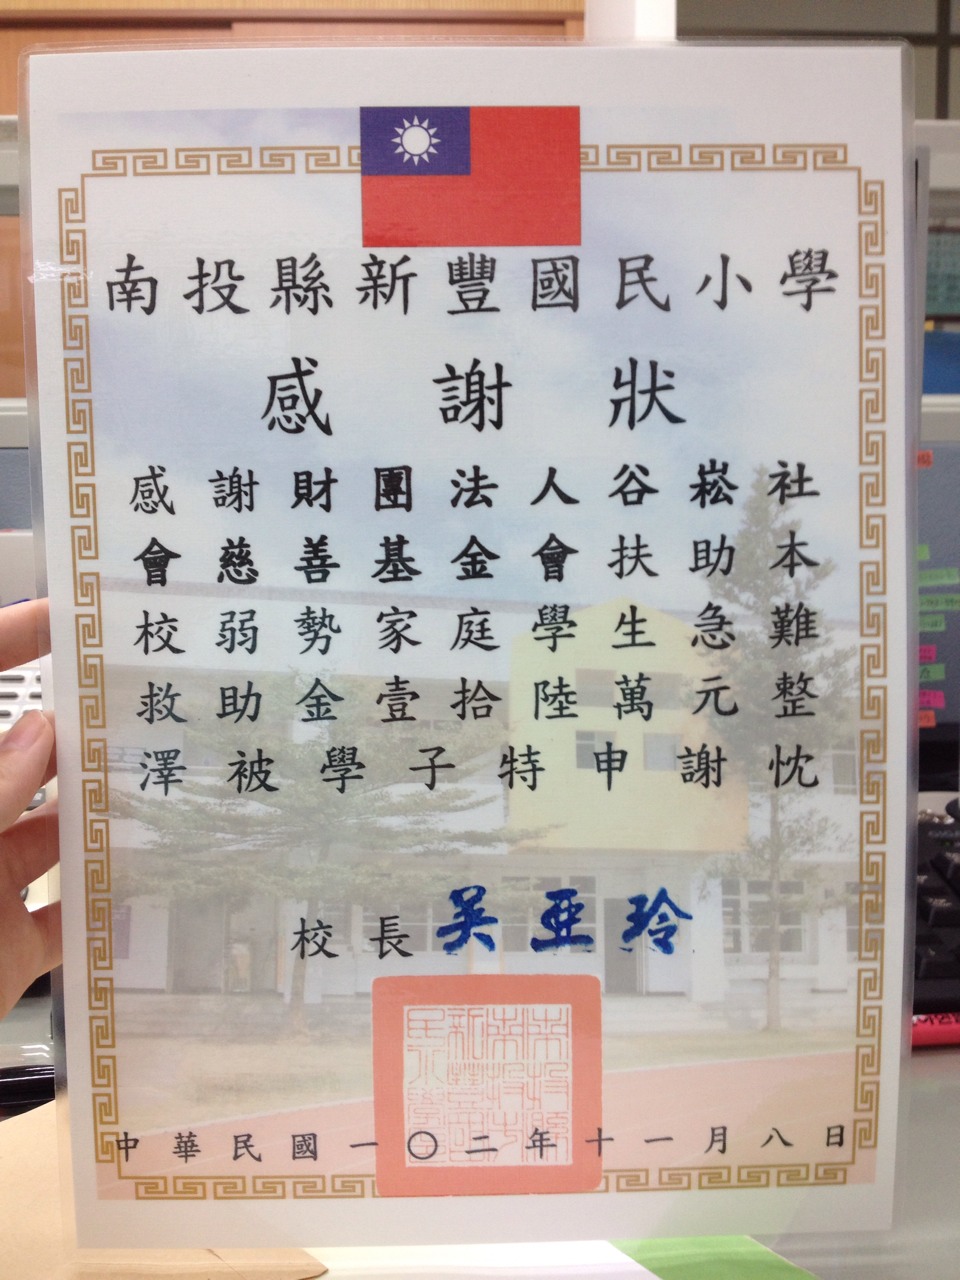 南投縣新豐國民小學
感謝狀
感謝財團法人谷崧社
會慈善基金會扶助本
校弱勢家庭學生急難
救助金壹拾陸萬元整
澤被學子特申謝忱
校長吳亞玲
中華民國一〇二年十一月八日